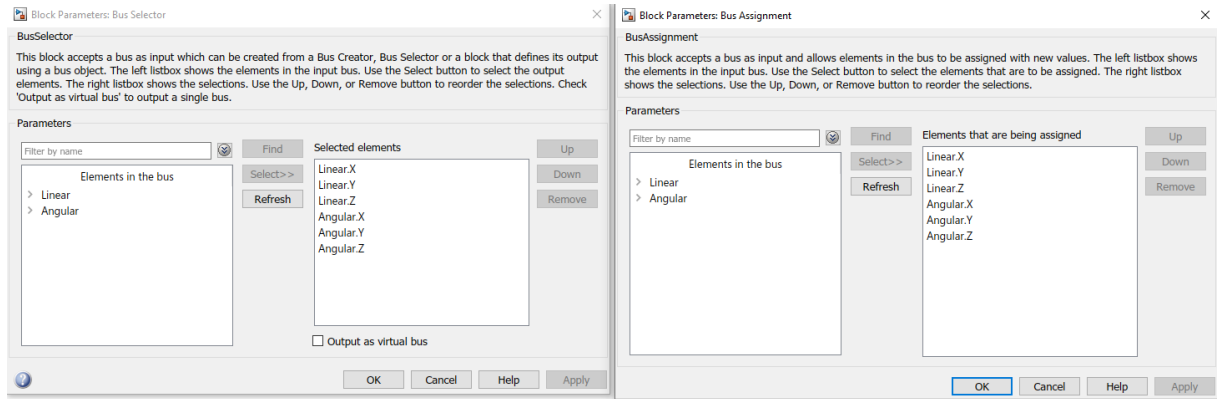 Block Parameters: Bus Selector
BusSelector
This block accepts a bus as input which can be created from a Bus Creator, Bus Selector or a block that defines its output
using a bus object. The left listbox shows the elements in the input bus. Use the Select button to select the output
elements. The right listbox shows the selections. Use the Up, Down, or Remove button to reorder the selections. Check
'Output as virtual bus' to output a single bus.
Parameters
Filter by name
Find
Select>>
Refresh
Elements in the bus
Linear
Angular
Selected elements
Linear.X
Linear.Y
Linear.Z
Angular.X
Angular.Y
Angular.Z
Up
Down
Remove
Output as virtual bus
OK Cancel Help Apply
Block Parameters: Bus Assignment
BusAssignment
This block accepts a bus as input and allows elements in the bus to be assigned with new values. The left listbox shows
the elements in the input bus. Use the Select button to select the elements that are to be assigned. The right listbox
shows the selections. Use the Up, Down, or Remove button to reorder the selections.
Parameters
Filter by name
Find
Select>>
Refresh
Elements in the bus
Linear
Angular
Elements that are being assigned
Linear.X
Linear.Y
Linear.Z
Angular.X
Angular.Y
Angular.Z
Up
Down
Remove
OK Cancel Help Apply